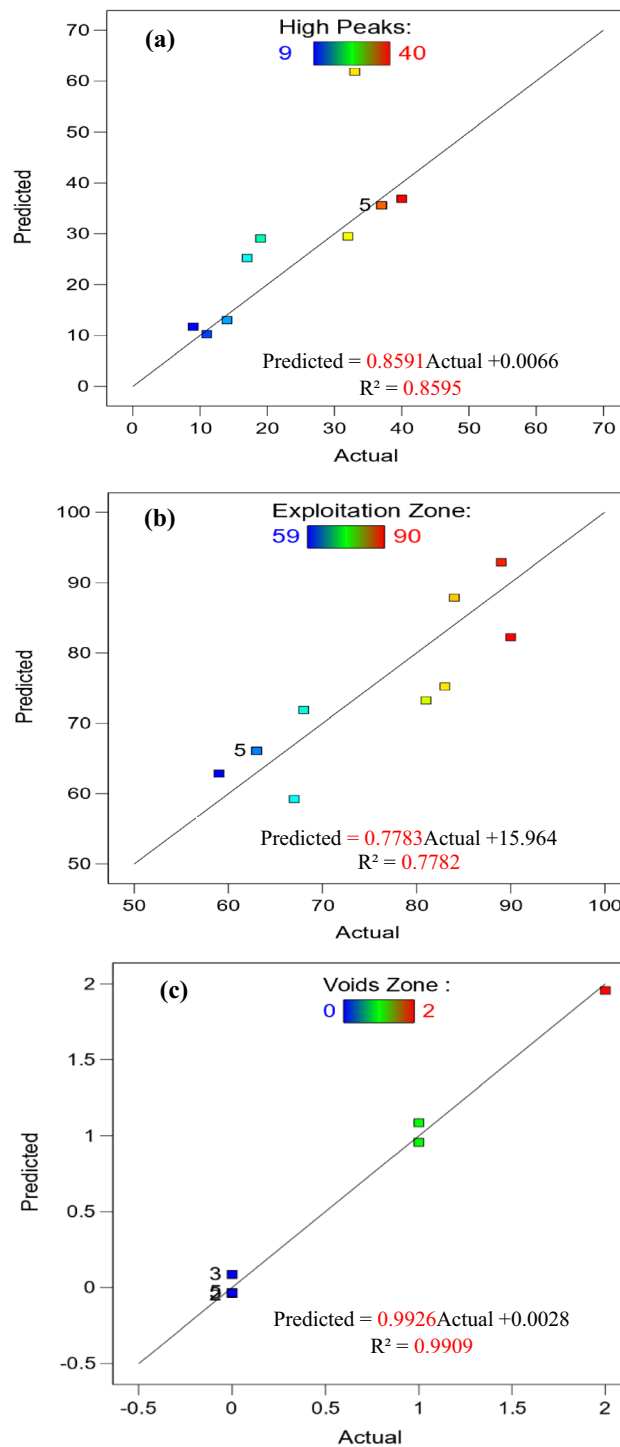 (a)
High Peaks:
9 40
70
60
50
40
30
20
10
0
5
Predicted
Predicted = 0.8591Actual +0.0066
R² = 0.8595
0 10 20 30 40 50 60 70
Actual
(b)
Exploitation Zone:
59 90
100
90
80
70
60
50
5
Predicted
Predicted = 0.7783Actual +15.964
R² = 0.7782
50 60 70 80 90 100
Actual
(c)
Voids Zone :
0 2
2
1.5
1
0.5
0
-0.5
3
Predicted
Predicted = 0.9926Actual +0.0028
R² = 0.9909
-0.5 0 0.5 1 1.5 2
Actual